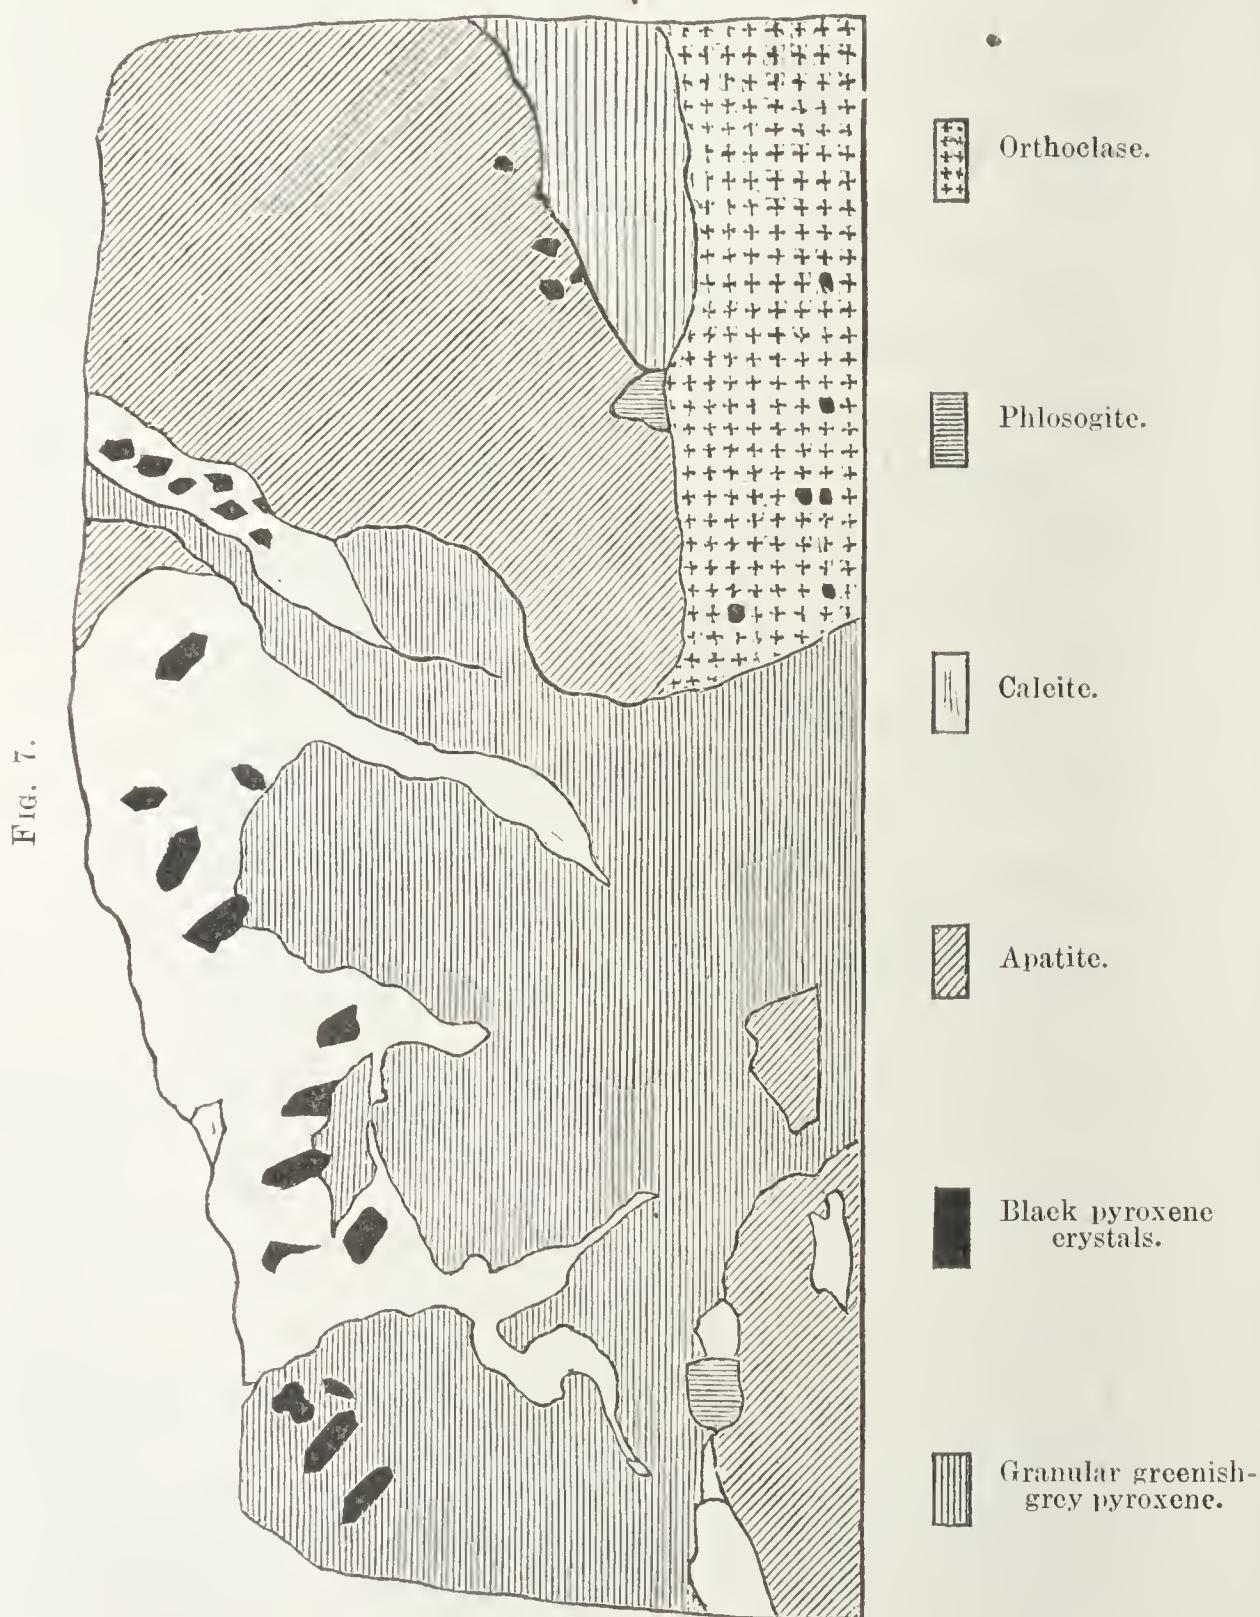 FIG. 7.
Orthoclase.
Phlosogite.
Calcite.
Apatite.
Black pyroxene
crystals.
Granular greenish-
grey pyroxene.